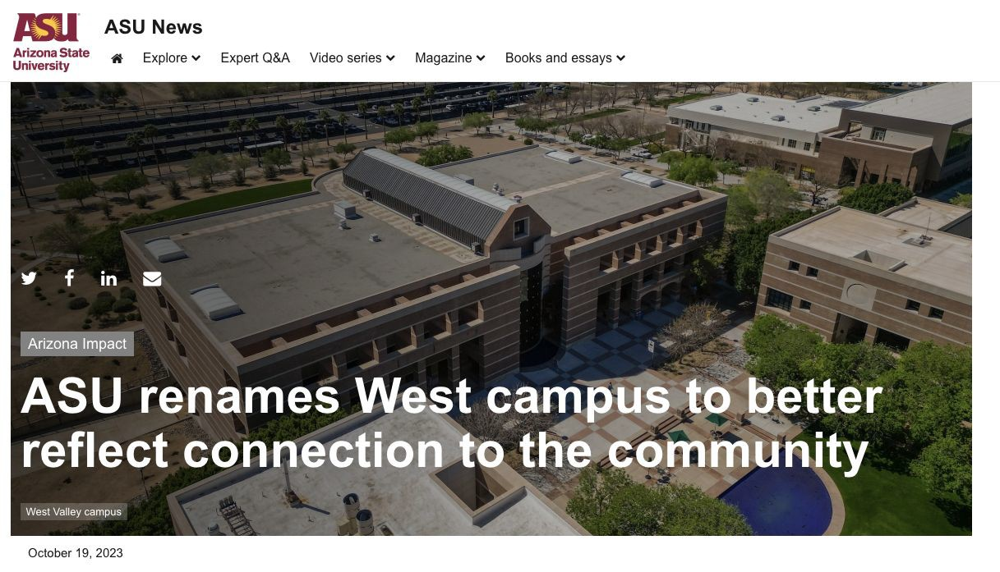 ASU
Arizona State
University
ASU News
Explore
Expert Q&A
Video series
Magazine
Books and essays
Arizona Impact
ASU renames West campus to better
reflect connection to the community
West Valley campus
October 19, 2023